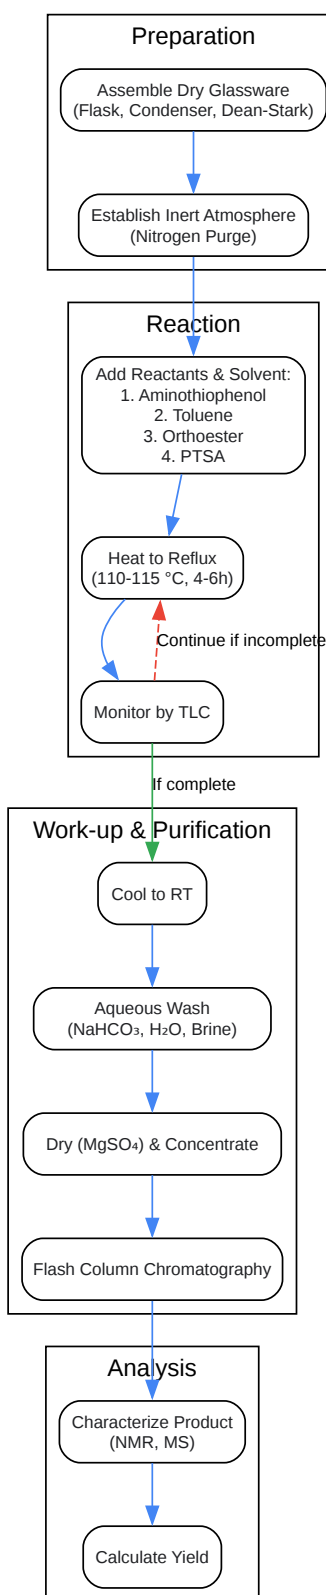 Preparation
Assemble Dry Glassware
(Flask, Condenser, Dean-Stark)
Establish Inert Atmosphere
(Nitrogen Purge)
Reaction
Add Reactants & Solvent:
1. Aminothiophenol
2. Toluene
3. Orthoester
4. PTSA
Heat to Reflux
(110-115 °C, 4-6h)
Continue if incomplete
Monitor by TLC
If complete
Work-up & Purification
Cool to RT
Aqueous Wash
(NaHCO₃, H₂O, Brine)
Dry (MgSO₄) & Concentrate
Flash Column Chromatography
Analysis
Characterize Product
(NMR, MS)
Calculate Yield